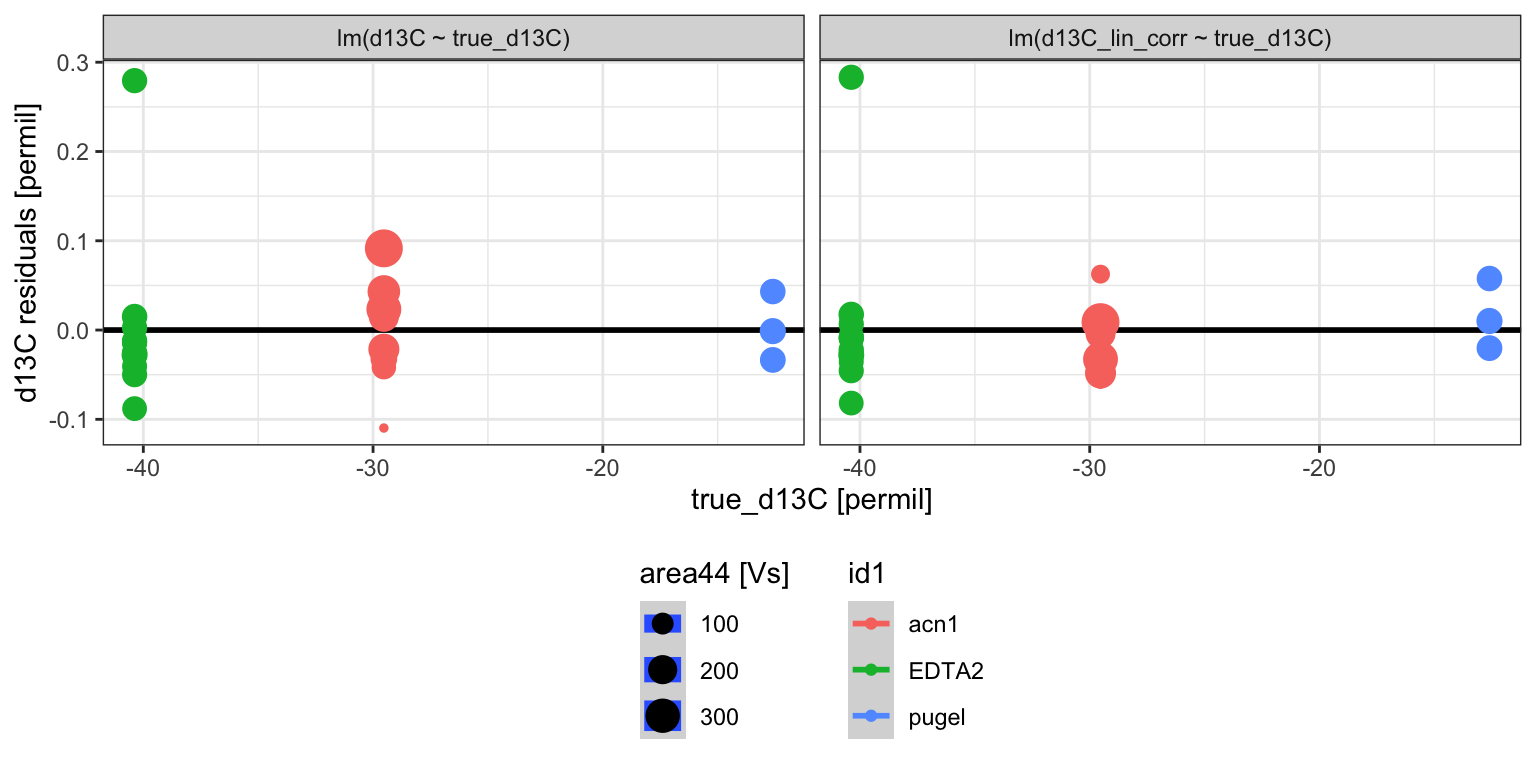 lm(d13C ~ true_d13C)
lm(d13C_lin_corr ~ true_d13C)
d13C residuals [permil]
0.3
0.2
0.1
0.0
-0.1
-40
-30
-20
-40
-30
-20
true_d13C [permil]
area44 [Vs]
100
200
300
id1
acn1
EDTA2
pugel